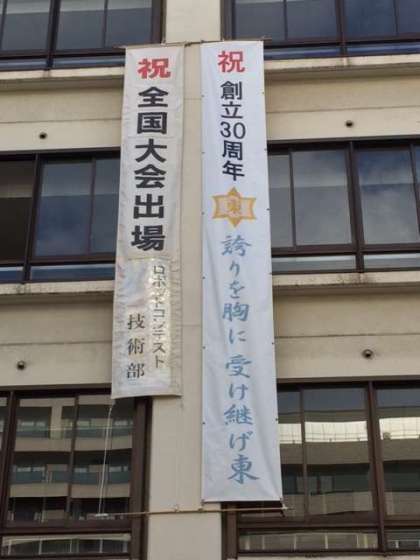 祝
創立30周年
東
誇りを胸に 受け継げ東
祝
全国大会出場
ロボットコンテスト
技術部